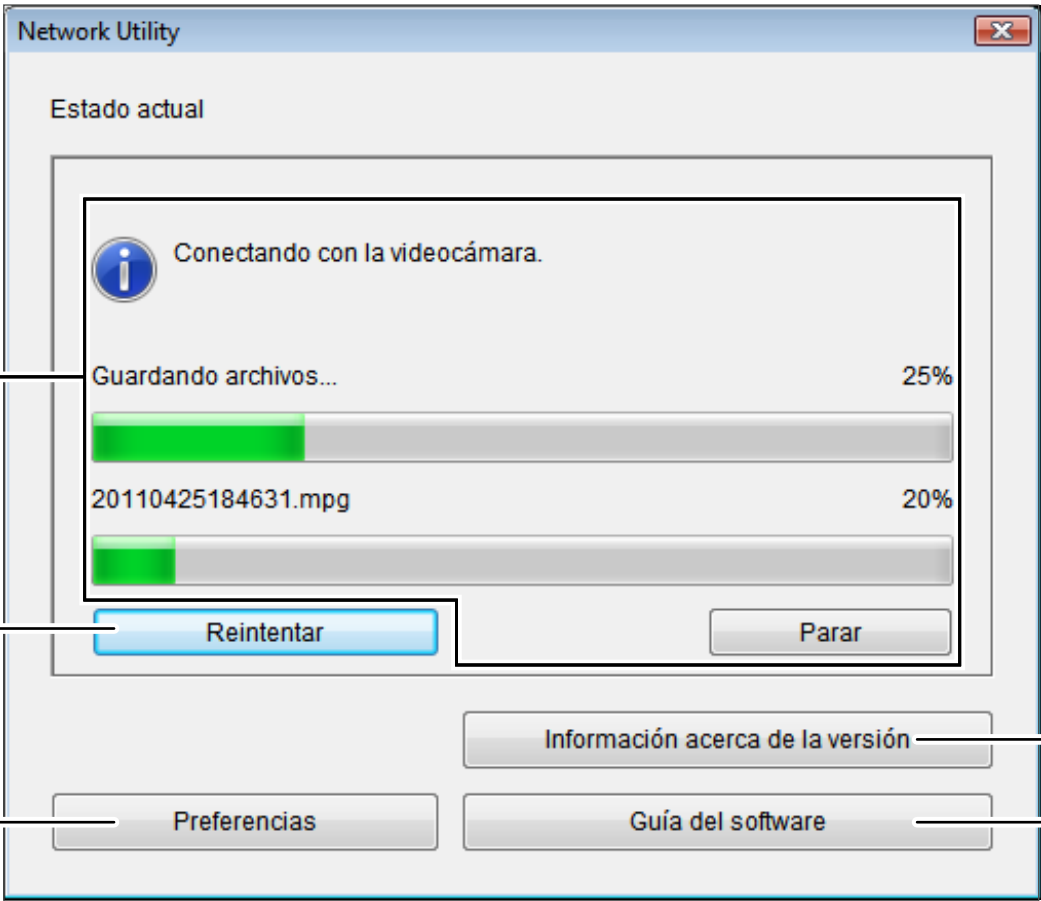 Network Utility
Estado actual
Conectando con la videocámara.
Guardando archivos... 25%
20110425184631.mpg 20%
Reintentar Parar
Información acerca de la versión
Preferencias Guía del software